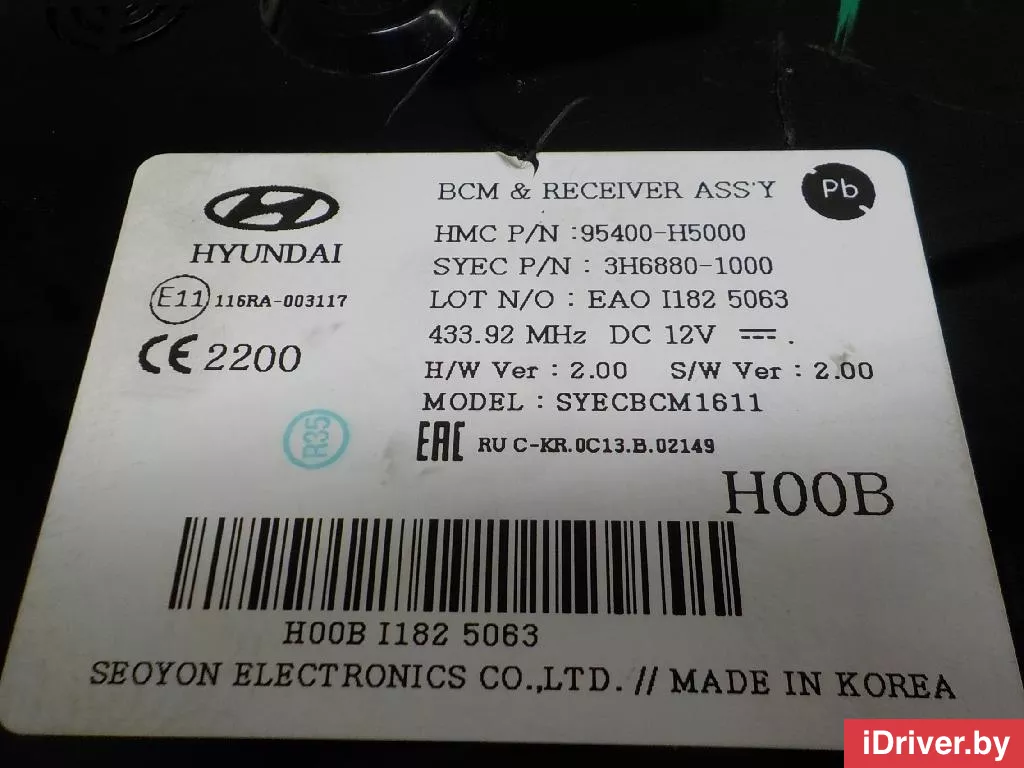 BCM & RECEIVER ASS'Y
Pb
HYUNDAI
HMC P/N :95400-H5000
SYEC P/N : 3H6880-1000
E11 116RA-003117
LOT N/O : EAO I182 5063
433.92 MHz DC 12V
CE 2200
H/W Ver : 2.00 S/W Ver : 2.00
MODEL : SYECBCM1611
R35
EAC RU C-KR.0C13.B.02149
H00B
H00B I182 5063
SEOYON ELECTRONICS CO.,LTD. // MADE IN KOREA
iDriver.by